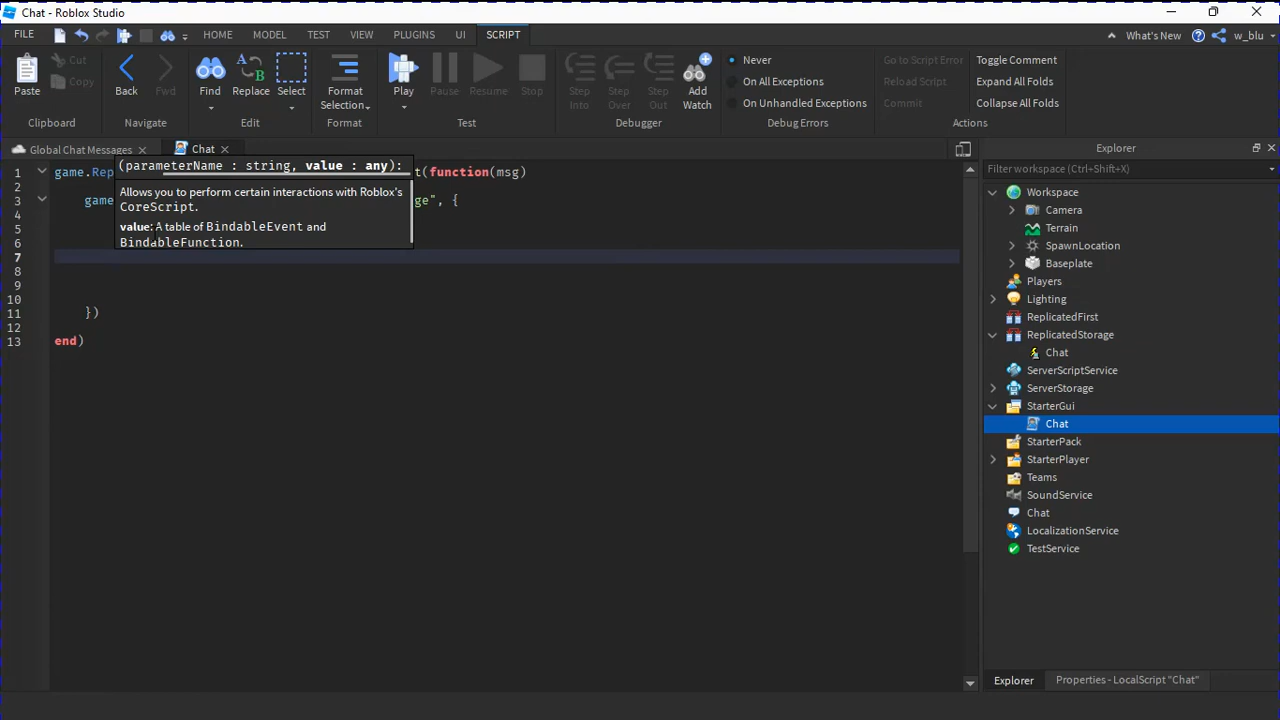 Chat - Roblox Studio
FILE
HOME
MODEL
TEST
VIEW
PLUGINS
UI
SCRIPT
What's New
w_blu
Paste
Cut
Copy
Clipboard
Back
Fwd
Navigate
Find
Replace
Select
Edit
Format
Selection
Format
Play
Pause
Resume
Stop
Test
Step
Into
Step
Over
Step
Out
Add
Watch
Debugger
Never
On All Exceptions
On Unhandled Exceptions
Debug Errors
Go to Script Error
Reload Script
Commit
Toggle Comment
Expand All Folds
Collapse All Folds
Actions
Global Chat Messages
Chat
(parameterName : string, value : any):
Allows you to perform certain interactions with Roblox's
CoreScript.
value: A table of BindableEvent and
BindableFunction.
1 game.Rep t(function(msg)
2
3 game ge", {
4
5
6
7
8
9
10
11 })
12
13 end)
Explorer
Filter workspace (Ctrl+Shift+X)
Workspace
Camera
Terrain
SpawnLocation
Baseplate
Players
Lighting
ReplicatedFirst
ReplicatedStorage
Chat
ServerScriptService
ServerStorage
StarterGui
Chat
StarterPack
StarterPlayer
Teams
SoundService
Chat
LocalizationService
TestService
Explorer
Properties - LocalScript "Chat"